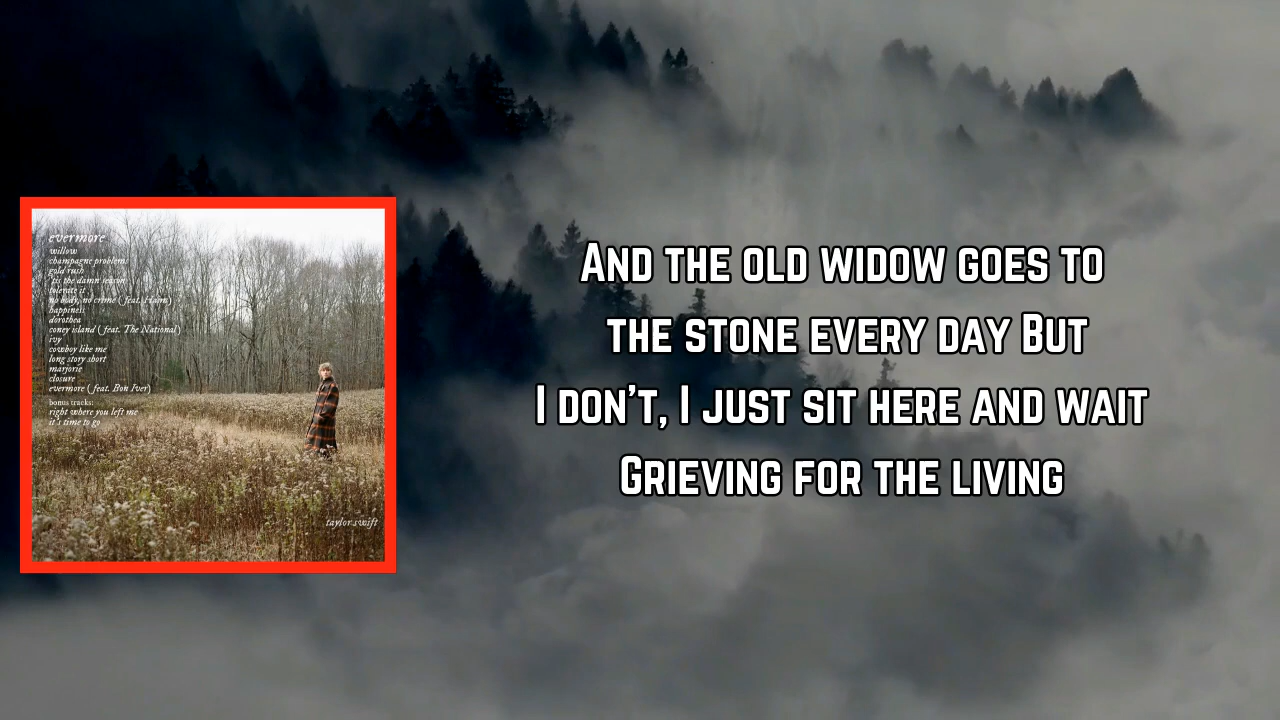 evermore
willow
champagne problems
gold rush
'tis the damn season
tolerate it
no body, no crime ( feat. Haim)
happiness
dorothea
coney island ( feat. The National)
ivy
cowboy like me
long story short
marjorie
closure
evermore ( feat. Bon Iver)
bonus tracks:
right where you left me
it's time to go
taylor swift
And the old widow goes to
the stone every day But
I don't, I just sit here and wait
Grieving for the living